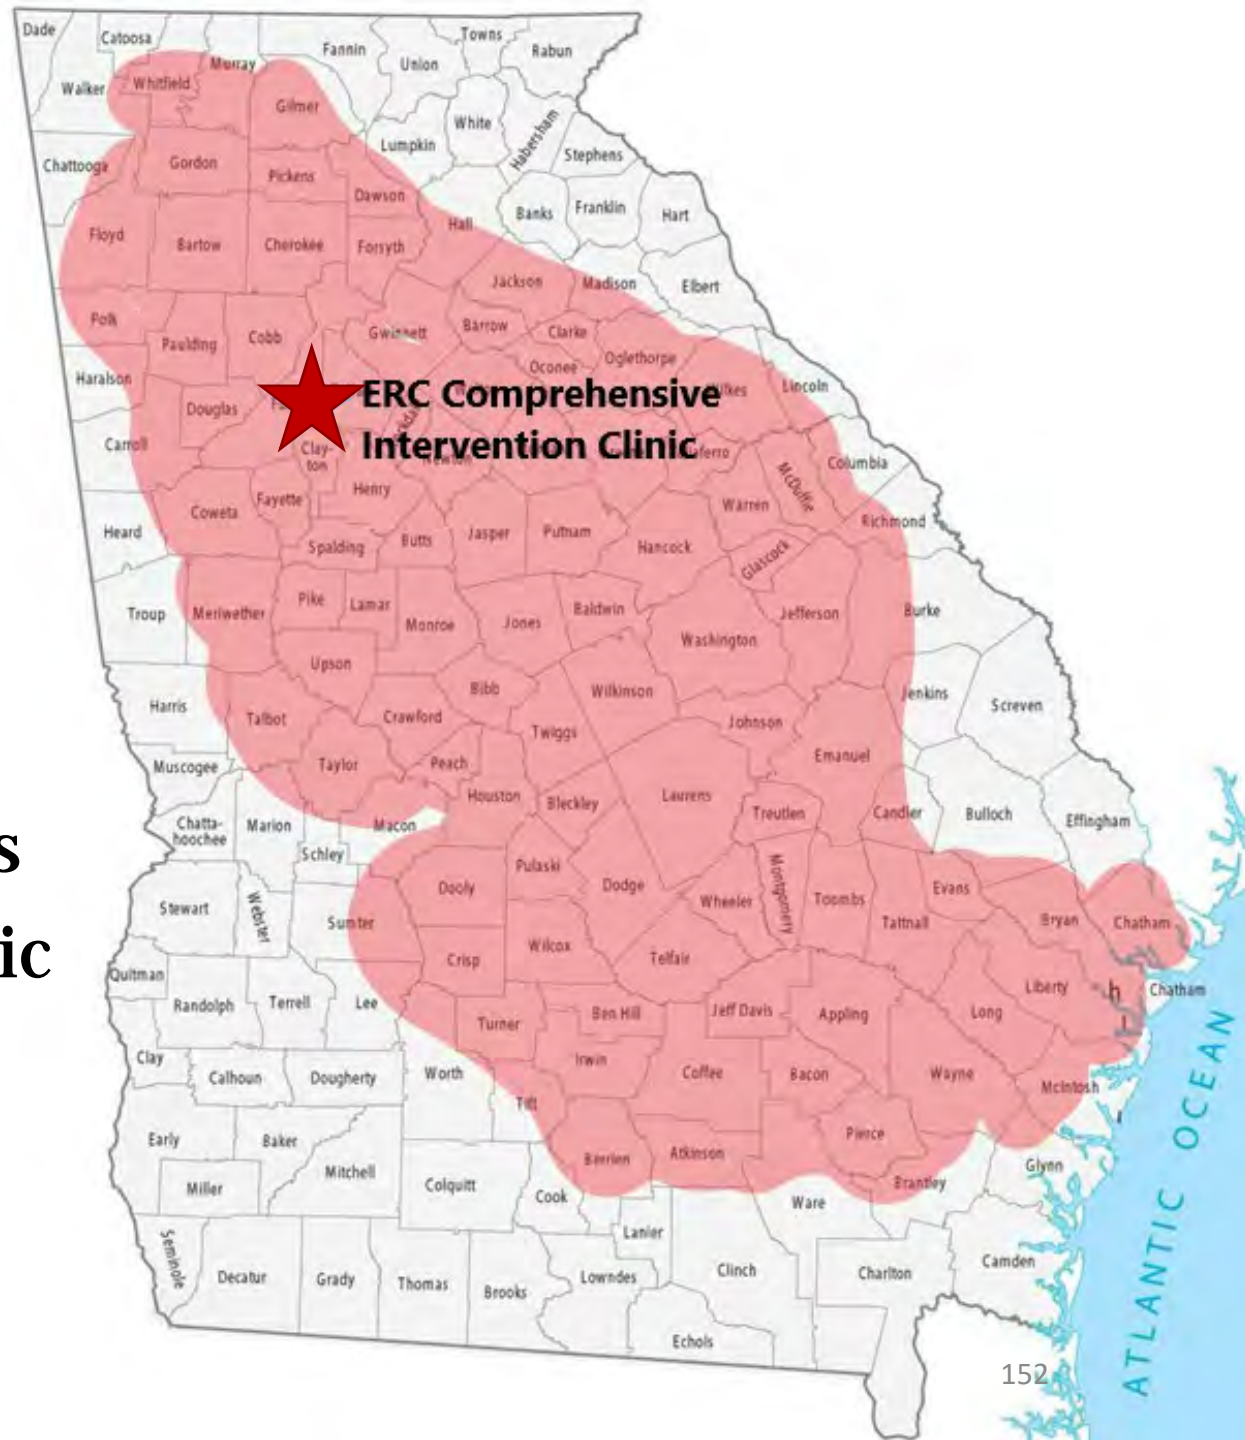 Dade
Catoosa
Fannin
Towns
Rabun
Union
Murray
Walker
Whitfield
Gilmer
White
Habersham
Lumpkin
Stephens
Chattooga
Gordon
Pickens
Dawson
Banks
Franklin
Hart
Hall
Floyd
Bartow
Cherokee
Forsyth
Jackson
Madison
Elbert
Polk
Paulding
Cobb
Gwinnett
Barrow
Clarke
Oconee
Oglethorpe
Haralson
Douglas
ERC Comprehensive
Intervention Clinic
Lincoln
Carroll
Clay-
ton
Newton
Columbia
McDuffie
Warren
Richmond
Heard
Coweta
Fayette
Henry
Spalding
Butts
Jasper
Putnam
Hancock
Glascock
Troup
Meriwether
Pike
Lamar
Monroe
Jones
Baldwin
Washington
Jefferson
Burke
Upson
Harris
Talbot
Crawford
Bibb
Wilkinson
Twiggs
Johnson
Jenkins
Screven
Emanuel
Muscogee
Taylor
Peach
Houston
Bleckley
Laurens
Treutlen
Candler
Bulloch
Effingham
Chatta-
hoochee
Marion
Macon
Schley
s
ic
Stewart
Webster
Sumter
Dooly
Pulaski
Dodge
Wheeler
Montgomery
Toombs
Tattnall
Evans
Bryan
Chatham
Quitman
Randolph
Terrell
Lee
Crisp
Wilcox
Telfair
Liberty
h
Chatham
l
Turner
Ben Hill
Jeff Davis
Appling
Long
Clay
Calhoun
Dougherty
Worth
Irwin
Coffee
Bacon
Wayne
McIntosh
Tift
Early
Baker
Mitchell
Berrien
Atkinson
Pierce
Brantley
Glynn
Miller
Colquitt
Cook
Ware
Lanier
Seminole
Decatur
Grady
Thomas
Brooks
Lowndes
Clinch
Charlton
Camden
Echols
ATLANTIC OCEAN
152